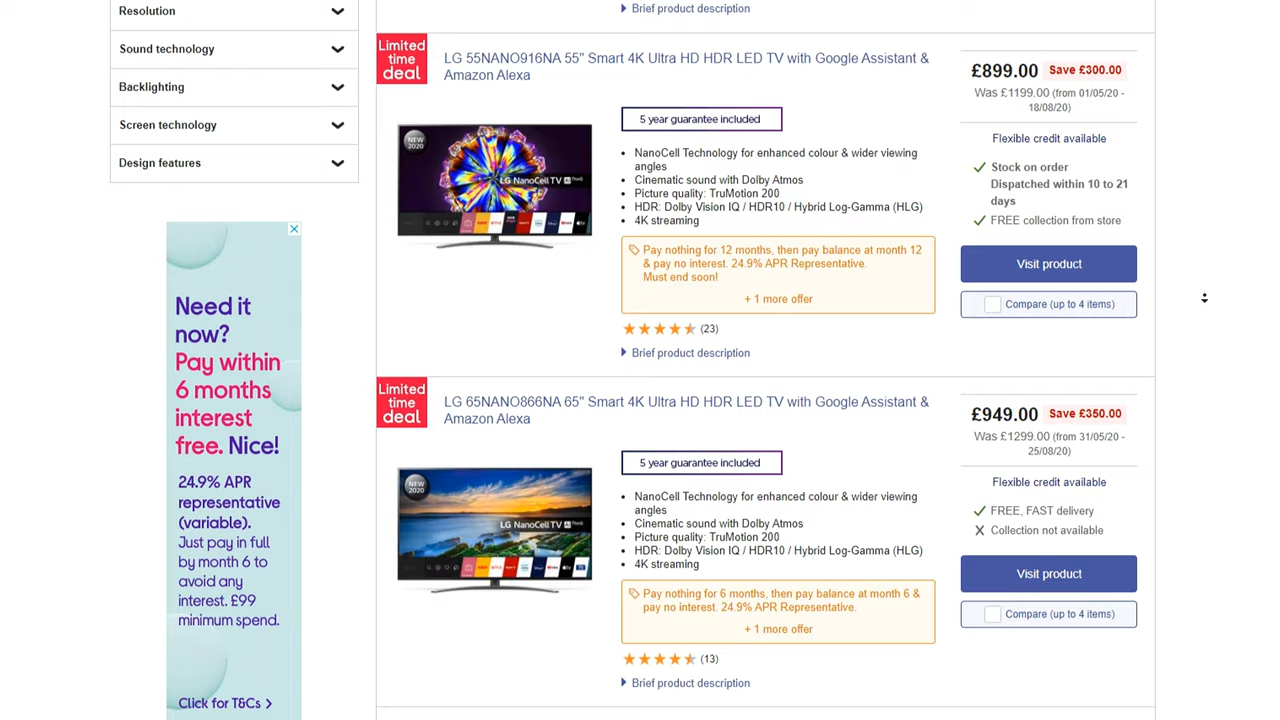 Resolution
Sound technology
Backlighting
Screen technology
Design features
Need it
now?
Pay within
6 months
interest
free. Nice!
24.9% APR
representative
(variable).
Just pay in full
by month 6 to
avoid any
interest. £99
minimum spend.
Click for T&Cs >
Brief product description
Limited
time
deal
LG 55NANO916NA 55" Smart 4K Ultra HD HDR LED TV with Google Assistant &
Amazon Alexa
NEW
2020
LG NanoCell TV AI ThinQ
5 year guarantee included
NanoCell Technology for enhanced colour & wider viewing
angles
Cinematic sound with Dolby Atmos
Picture quality: TruMotion 200
HDR: Dolby Vision IQ / HDR10 / Hybrid Log-Gamma (HLG)
4K streaming
Pay nothing for 12 months, then pay balance at month 12
& pay no interest. 24.9% APR Representative.
Must end soon!
+ 1 more offer
(23)
Brief product description
£899.00 Save £300.00
Was £1199.00 (from 01/05/20 -
18/08/20)
Flexible credit available
Stock on order
Dispatched within 10 to 21
days
FREE collection from store
Visit product
Compare (up to 4 items)
Limited
time
deal
LG 65NANO866NA 65" Smart 4K Ultra HD HDR LED TV with Google Assistant &
Amazon Alexa
NEW
2020
LG NanoCell TV AI ThinQ
5 year guarantee included
NanoCell Technology for enhanced colour & wider viewing
angles
Cinematic sound with Dolby Atmos
Picture quality: TruMotion 200
HDR: Dolby Vision IQ / HDR10 / Hybrid Log-Gamma (HLG)
4K streaming
Pay nothing for 6 months, then pay balance at month 6 &
pay no interest. 24.9% APR Representative.
+ 1 more offer
(13)
Brief product description
£949.00 Save £350.00
Was £1299.00 (from 31/05/20 -
25/08/20)
Flexible credit available
FREE, FAST delivery
Collection not available
Visit product
Compare (up to 4 items)